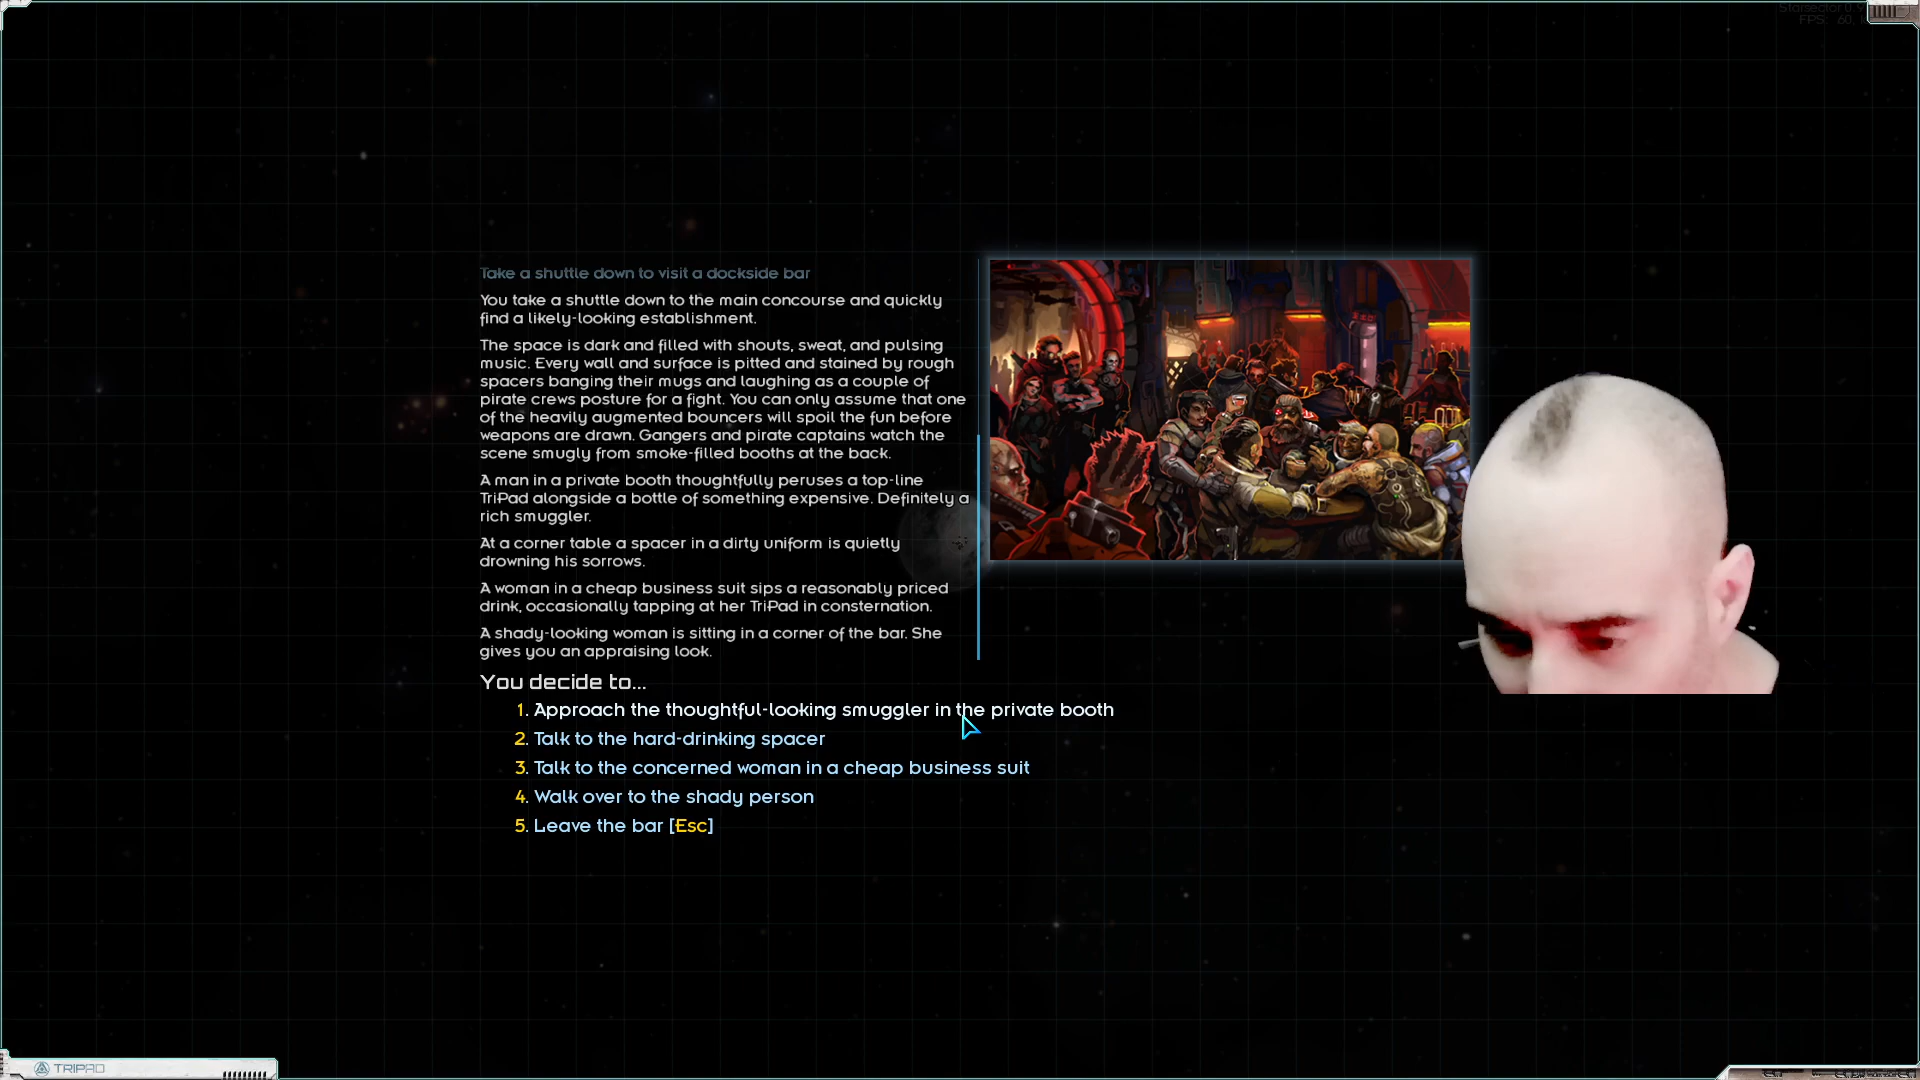 Starsector 0.9
FPS: 60,
Take a shuttle down to visit a dockside bar
You take a shuttle down to the main concourse and quickly
find a likely-looking establishment.
The space is dark and filled with shouts, sweat, and pulsing
music. Every wall and surface is pitted and stained by rough
spacers banging their mugs and laughing as a couple of
pirate crews posture for a fight. You can only assume that one
of the heavily augmented bouncers will spoil the fun before
weapons are drawn. Gangers and pirate captains watch the
scene smugly from smoke-filled booths at the back.
A man in a private booth thoughtfully peruses a top-line
TriPad alongside a bottle of something expensive. Definitely a
rich smuggler.
At a corner table a spacer in a dirty uniform is quietly
drowning his sorrows.
A woman in a cheap business suit sips a reasonably priced
drink, occasionally tapping at her TriPad in consternation.
A shady-looking woman is sitting in a corner of the bar. She
gives you an appraising look.
You decide to...
1. Approach the thoughtful-looking smuggler in the private booth
2. Talk to the hard-drinking spacer
3. Talk to the concerned woman in a cheap business suit
4. Walk over to the shady person
5. Leave the bar [Esc]
TRIPAD